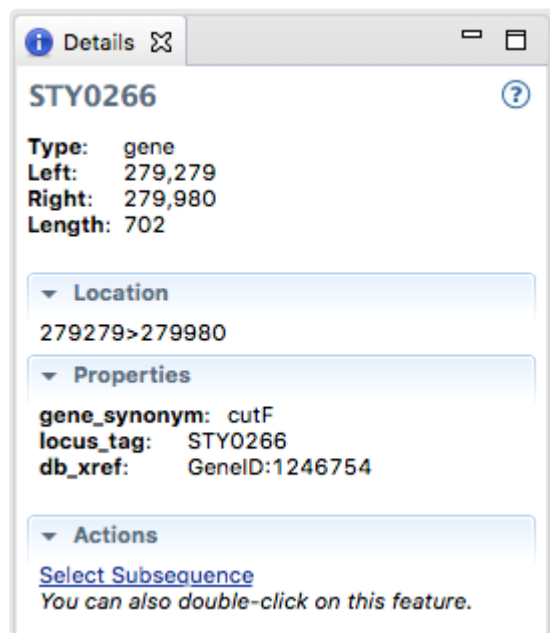 Details
STY0266
Type: gene
Left: 279,279
Right: 279,980
Length: 702
Location
279279>279980
Properties
gene_synonym: cutF
locus_tag: STY0266
db_xref: GeneID:1246754
Actions
Select Subsequence
You can also double-click on this feature.